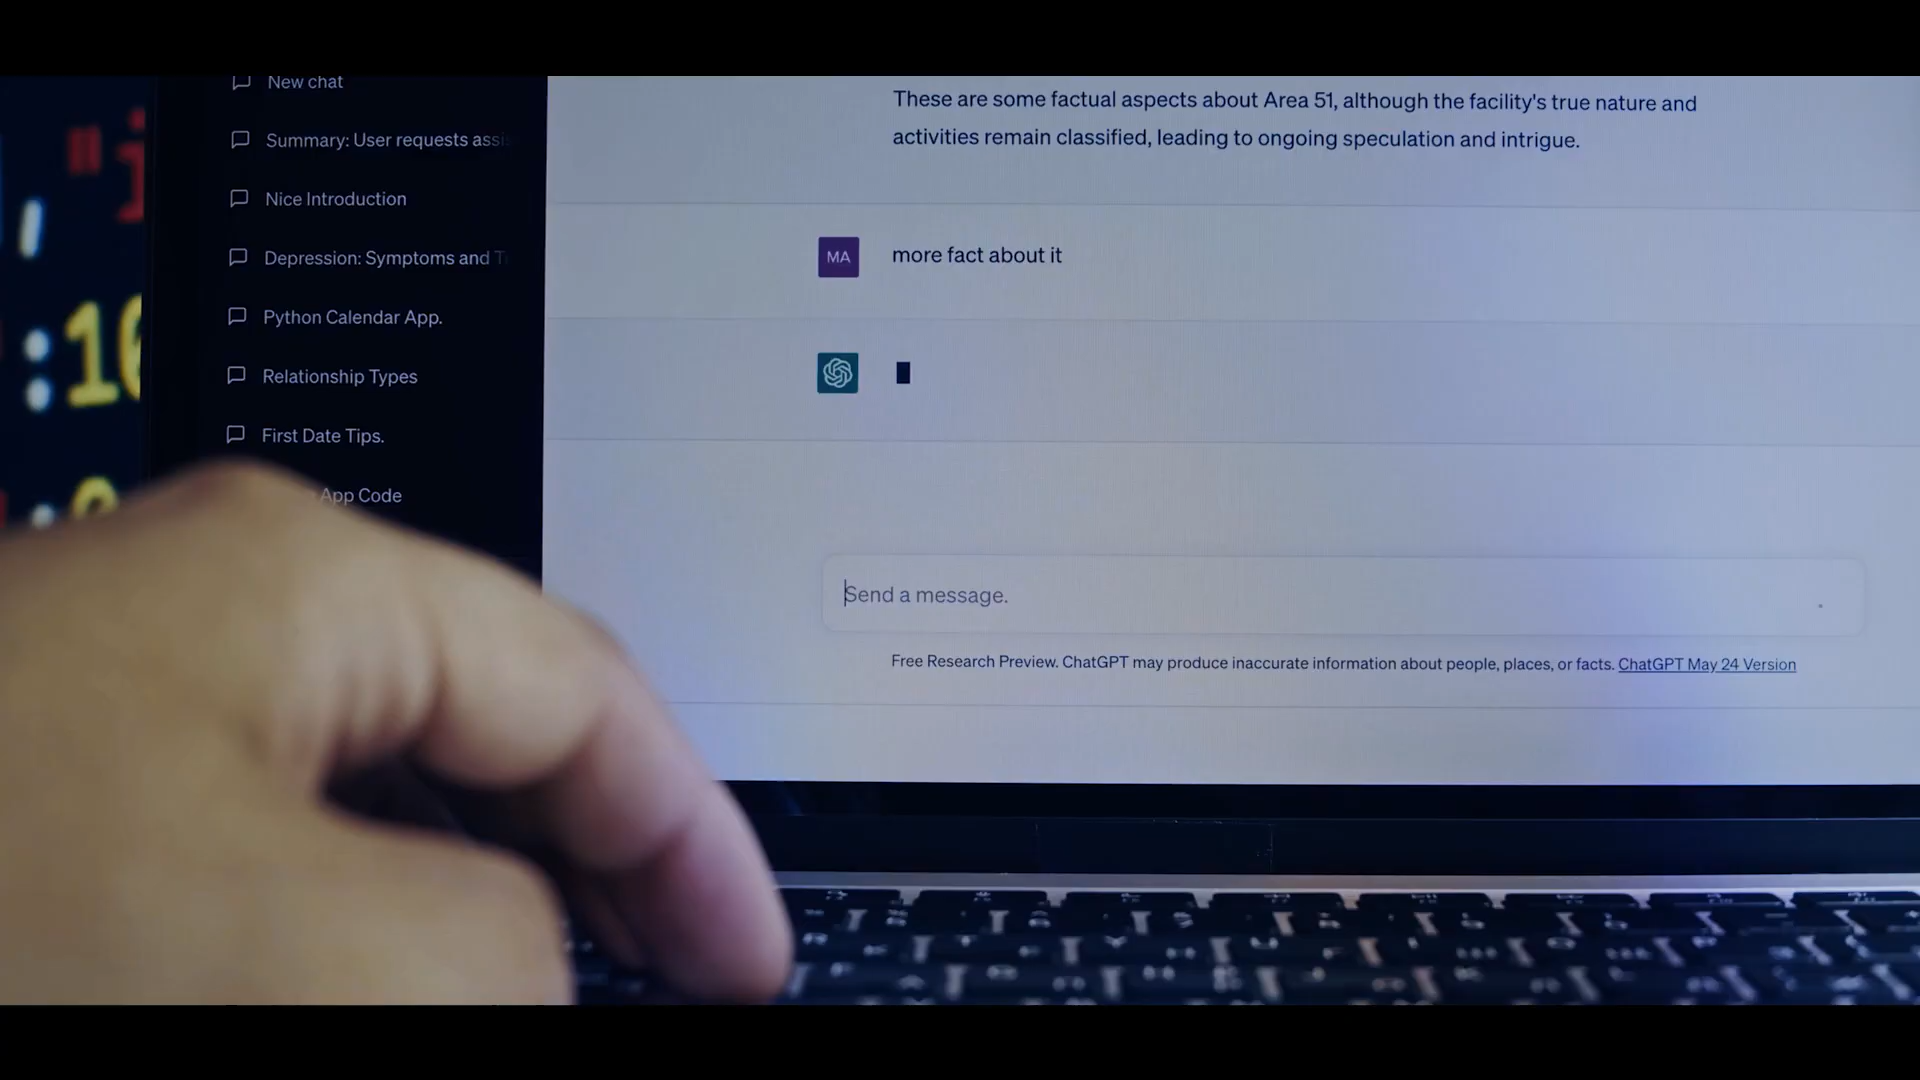 New chat
Summary: User requests assi
Nice Introduction
Depression: Symptoms and T
Python Calendar App.
Relationship Types
First Date Tips.
App Code
These are some factual aspects about Area 51, although the facility's true nature and
activities remain classified, leading to ongoing speculation and intrigue.
MA
more fact about it
Send a message.
Free Research Preview. ChatGPT may produce inaccurate information about people, places, or facts. ChatGPT May 24 Version